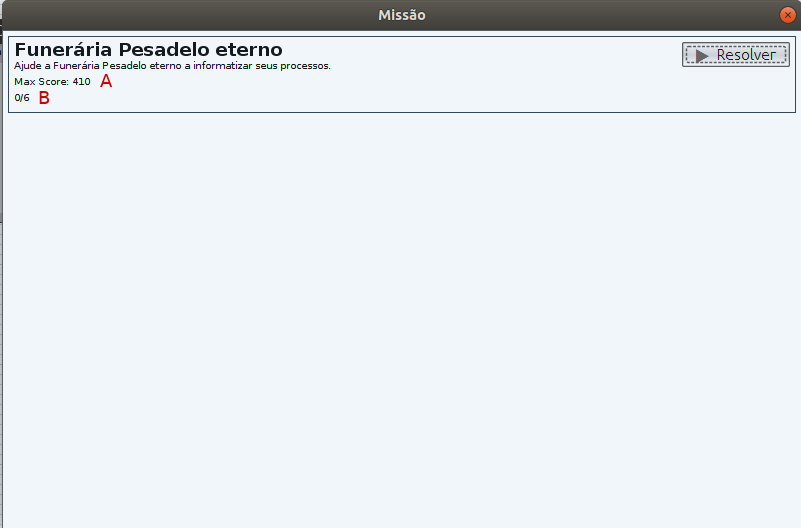 Missão
Funerária Pesadelo eterno
Resolver
Ajude a Funerária Pesadelo eterno a informatizar seus processos.
Max Score: 410 A
0/6 B